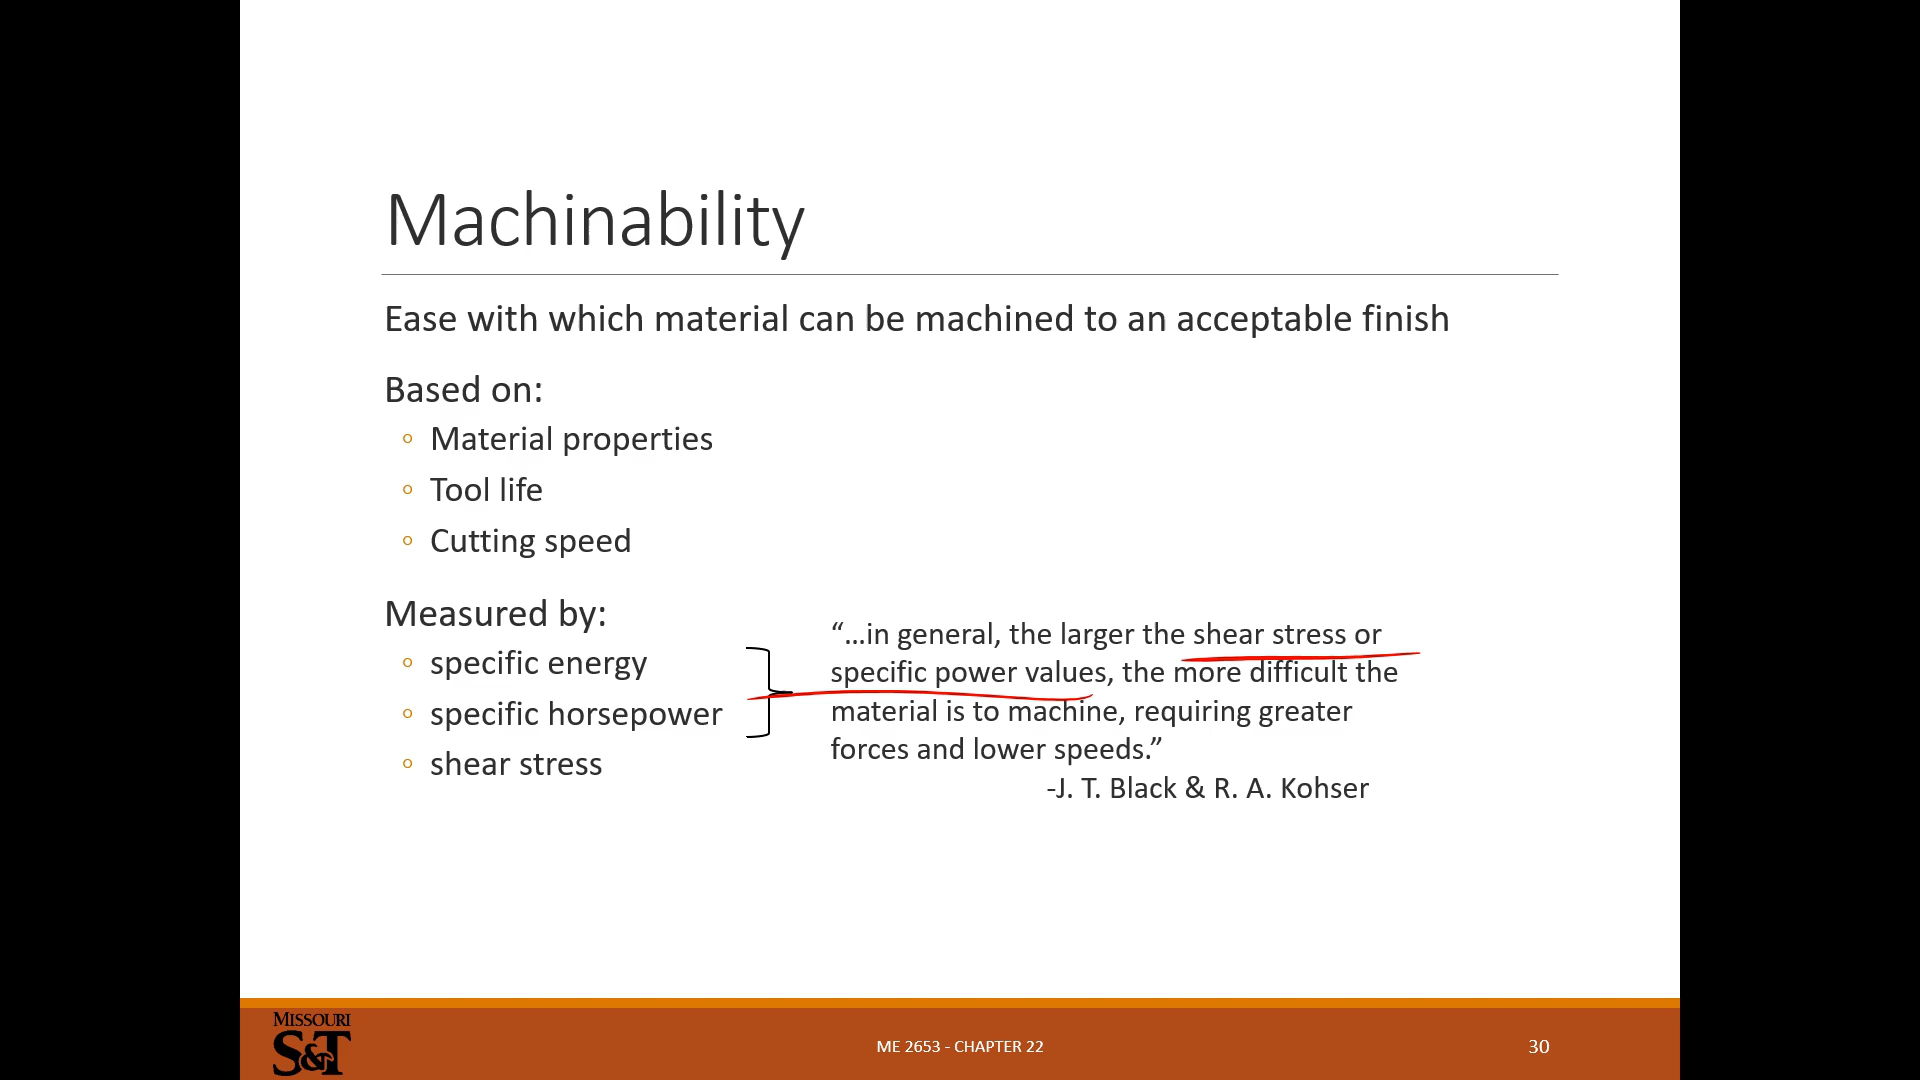 Machinability
Ease with which material can be machined to an acceptable finish
Based on:
◦ Material properties
◦ Tool life
◦ Cutting speed
Measured by:
◦ specific energy
◦ specific horsepower
◦ shear stress
“…in general, the larger the shear stress or
specific power values, the more difficult the
material is to machine, requiring greater
forces and lower speeds.”
-J. T. Black & R. A. Kohser
MISSOURI
S&T
ME 2653 - CHAPTER 22
30